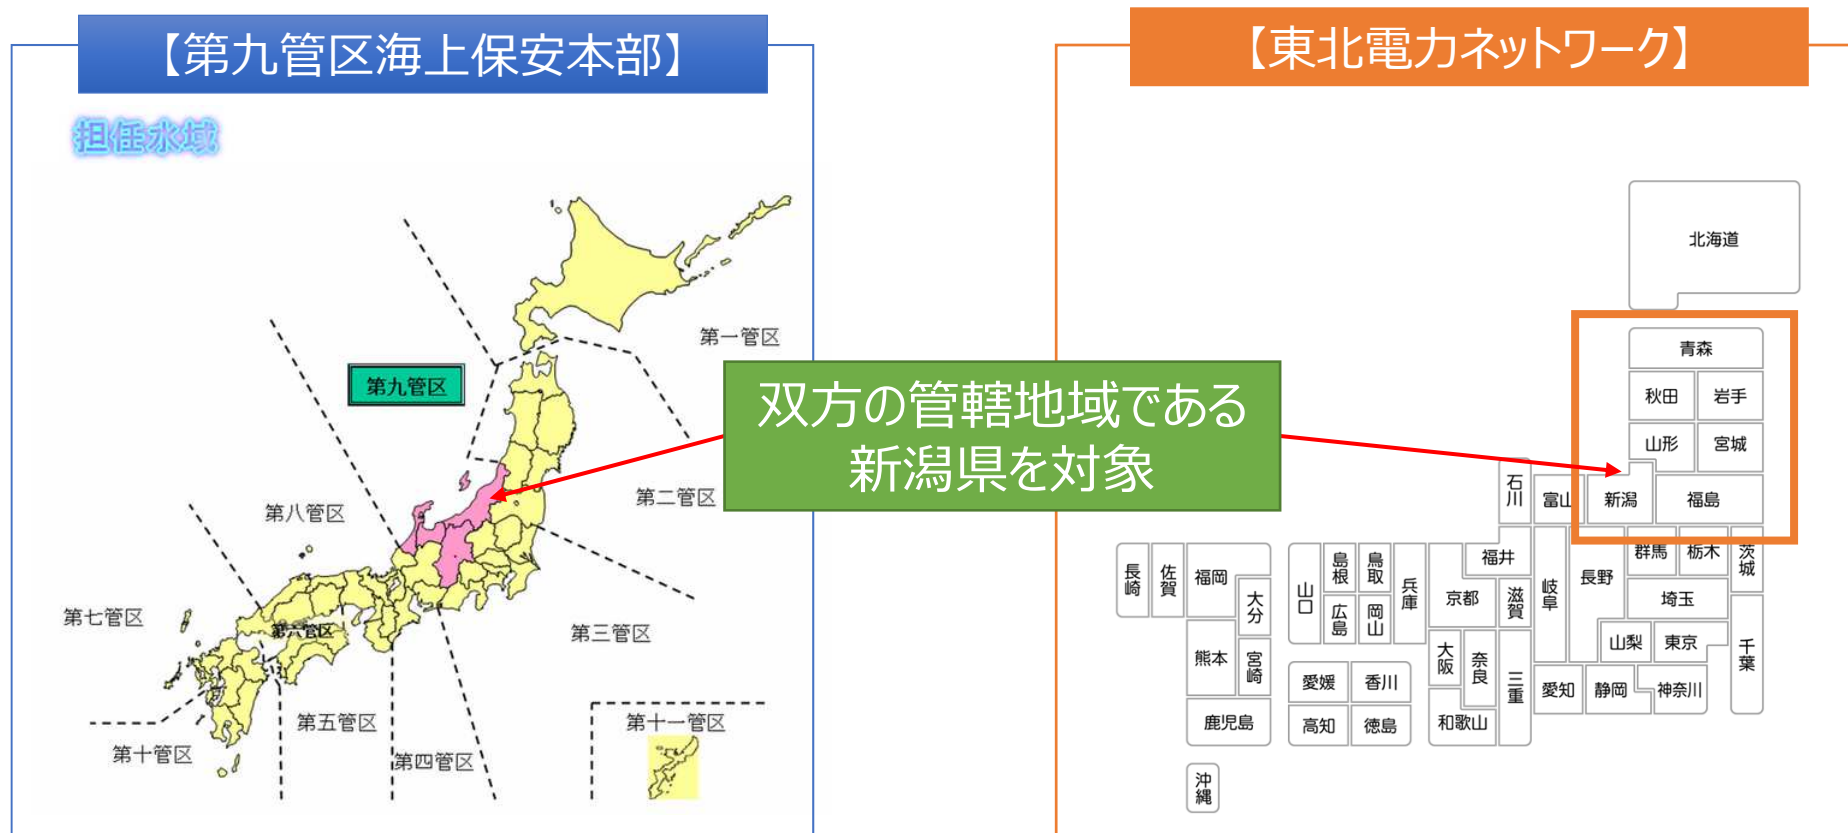 【第九管区海上保安本部】
担任水域
第一管区
第九管区
第二管区
第八管区
第七管区
第六管区
第三管区
第五管区
第十一管区
第十管区
第四管区
双方の管轄地域である
新潟県を対象
【東北電力ネットワーク】
北海道
青森
秋田
岩手
山形
宮城
石川
富山
新潟
福島
群馬
栃木
茨城
福井
長野
岐阜
長崎
佐賀
福岡
大分
山口
島根
鳥取
兵庫
京都
滋賀
埼玉
広島
岡山
熊本
宮崎
大阪
奈良
三重
山梨
東京
千葉
愛媛
香川
愛知
静岡
神奈川
鹿児島
高知
徳島
和歌山
沖縄